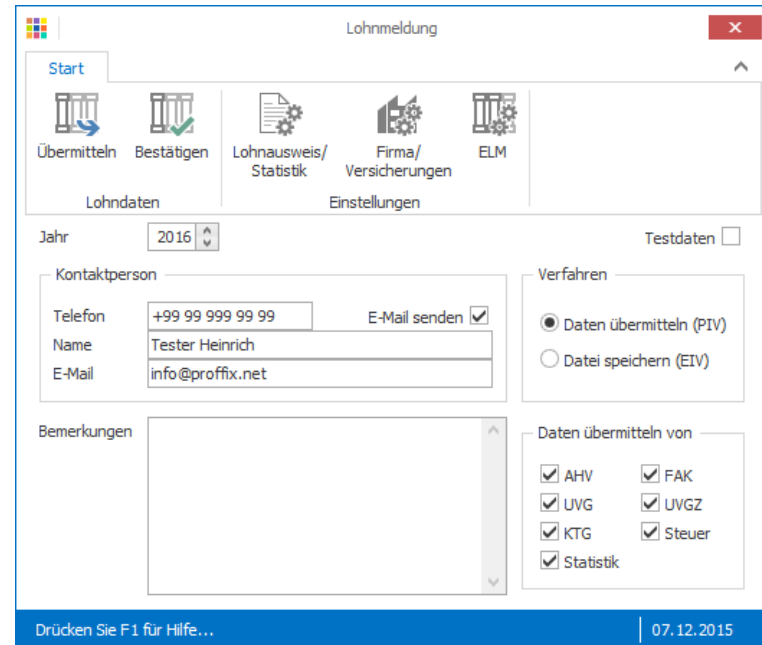 Lohnmeldung
Start
Übermitteln Bestätigen Lohnausweis/ Firma/ ELM
Statistik Versicherungen
Lohndaten Einstellungen
Jahr 2016 Testdaten
Kontaktperson Verfahren
Telefon +99 99 999 99 99 E-Mail senden Daten übermitteln (PIV)
Name Tester Heinrich
E-Mail info@proffix.net Datei speichern (EIV)
Bemerkungen Daten übermitteln von
AHV FAK
UVG UVGZ
KTG Steuer
Statistik
Drücken Sie F1 für Hilfe... 07.12.2015